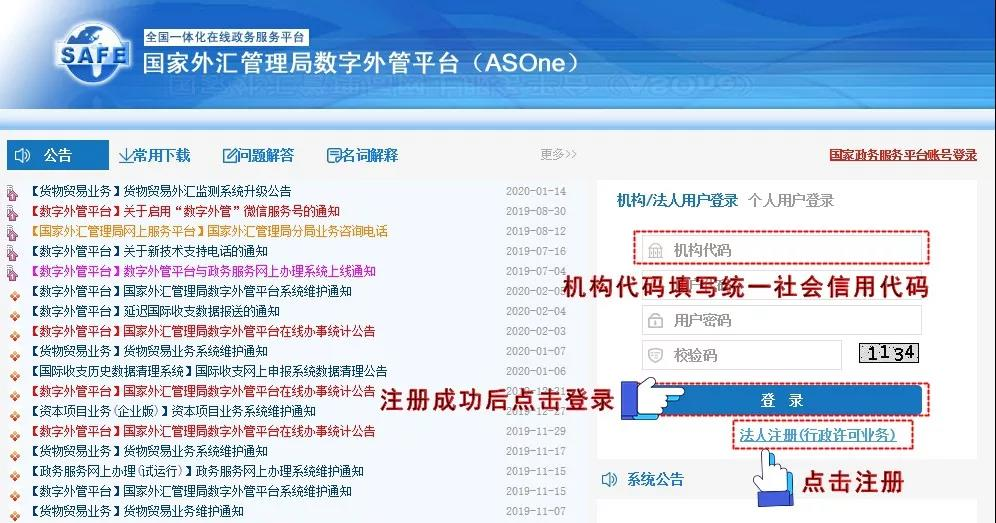 SAFE
全国一体化在线政务服务平台
国家外汇管理局数字外管平台（ASOne）
公告 常用下载 问题解答 名词解释 更多>>
国家政务服务平台账号登录
【货物贸易业务】货物贸易外汇监测系统升级公告 2020-01-14
【数字外管平台】关于启用“数字外管”微信服务号的通知 2019-08-30
【国家外汇管理局网上服务平台】国家外汇管理局分局业务咨询电话 2019-08-12
【数字外管平台】关于新技术支持电话的通知 2019-07-16
【数字外管平台】数字外管平台与政务服务网上办理系统上线通知 2019-07-04
【数字外管平台】国家外汇管理局数字外管平台系统维护通知 2020-02-0
【数字外管平台】延迟国际收支数据报送的通知 2020-02-04
【数字外管平台】国家外汇管理局数字外管平台在线办事统计公告 2020-02-03
【货物贸易业务】货物贸易业务系统维护通知 2020-01-07
【国际收支历史数据清理系统】国际收支网上申报系统数据清理公告 2020-01-06
【数字外管平台】国家外汇管理局数字外管平台在线办事统计公告
【资本项目业务(企业版)】资本项目业务系统维护通知 2019-12-27
【数字外管平台】国家外汇管理局数字外管平台在线办事统计公告 2019-11-29
【货物贸易业务】货物贸易业务系统维护通知 2019-11-17
【政务服务网上办理(试运行)】政务服务网上办理系统维护通知 2019-11-15
【数字外管平台】国家外汇管理局数字外管平台系统维护通知 2019-11-15
【货物贸易业务】货物贸易业务系统维护通知 2019-11-07
机构/法人用户登录 个人用户登录
机构代码
机构代码填写统一社会信用代码
用户密码
校验码 1134
注册成功后点击登录
登 录
法人注册(行政许可业务)
点击注册
系统公告